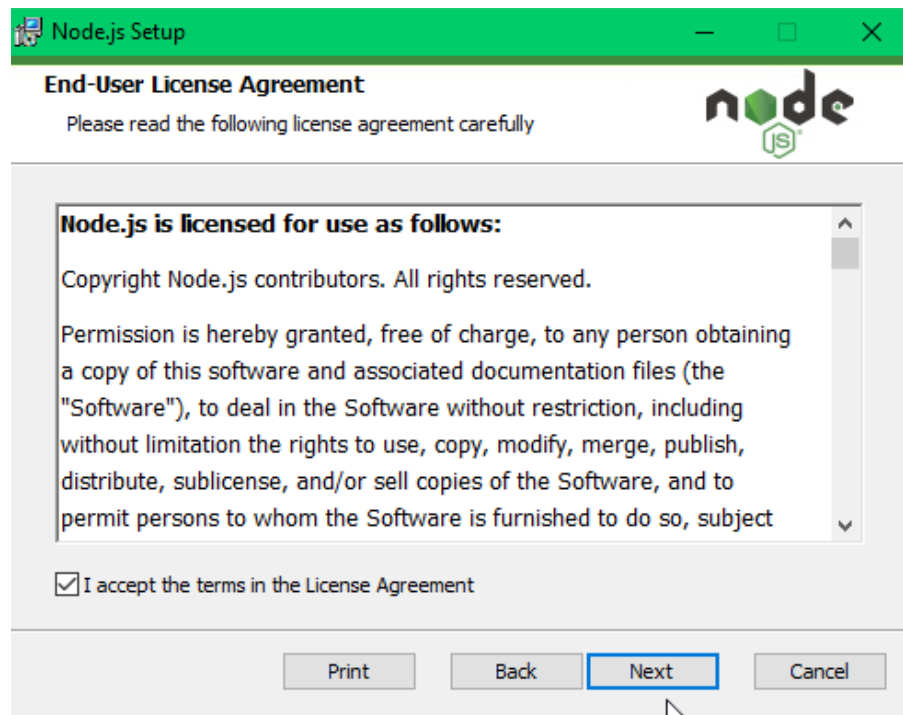 Node.js Setup
End-User License Agreement
Please read the following license agreement carefully
node
JS
Node.js is licensed for use as follows:
Copyright Node.js contributors. All rights reserved.
Permission is hereby granted, free of charge, to any person obtaining
a copy of this software and associated documentation files (the
"Software"), to deal in the Software without restriction, including
without limitation the rights to use, copy, modify, merge, publish,
distribute, sublicense, and/or sell copies of the Software, and to
permit persons to whom the Software is furnished to do so, subject
I accept the terms in the License Agreement
Print
Back
Next
Cancel